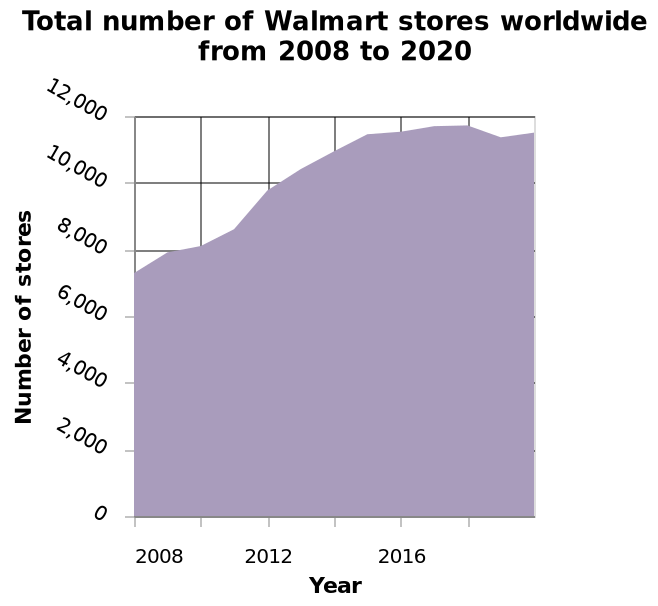 Total number of Walmart stores worldwide
from 2008 to 2020
12,000
10,000
8,000
6,000
4,000
2,000
0
Number of stores
2008 2012 2016
Year